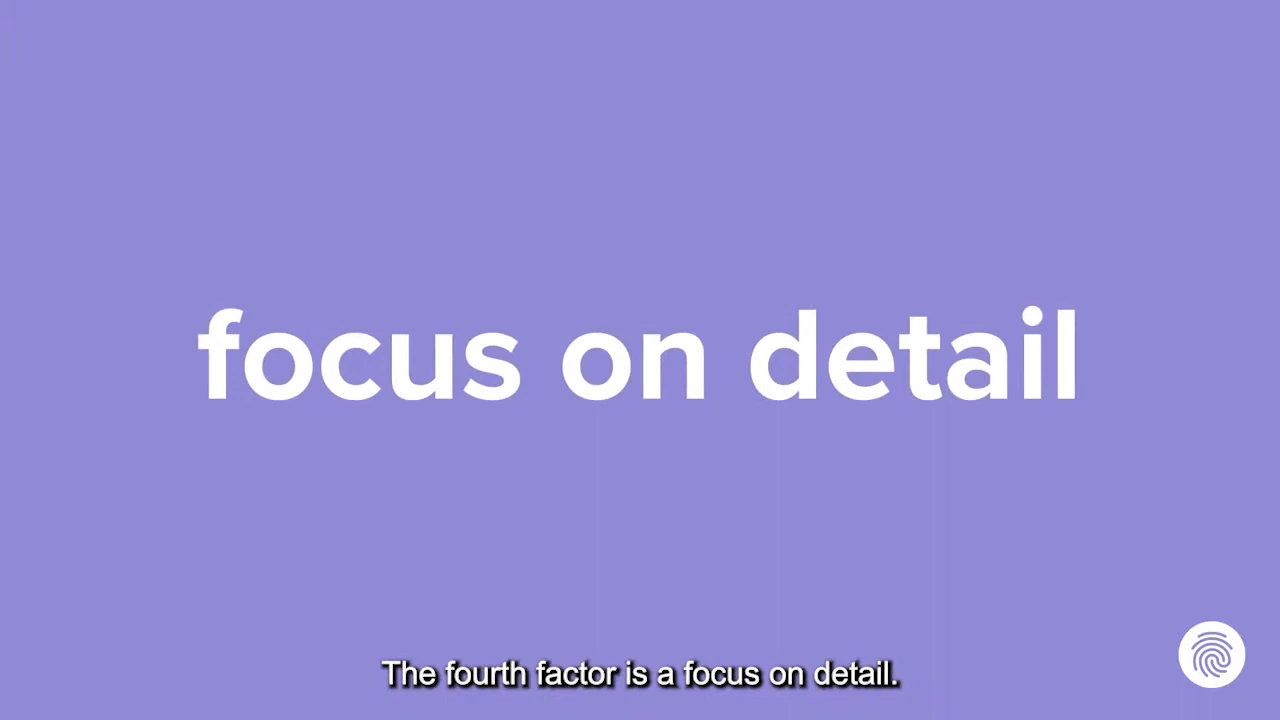 focus on detail
The fourth factor is a focus on detail.